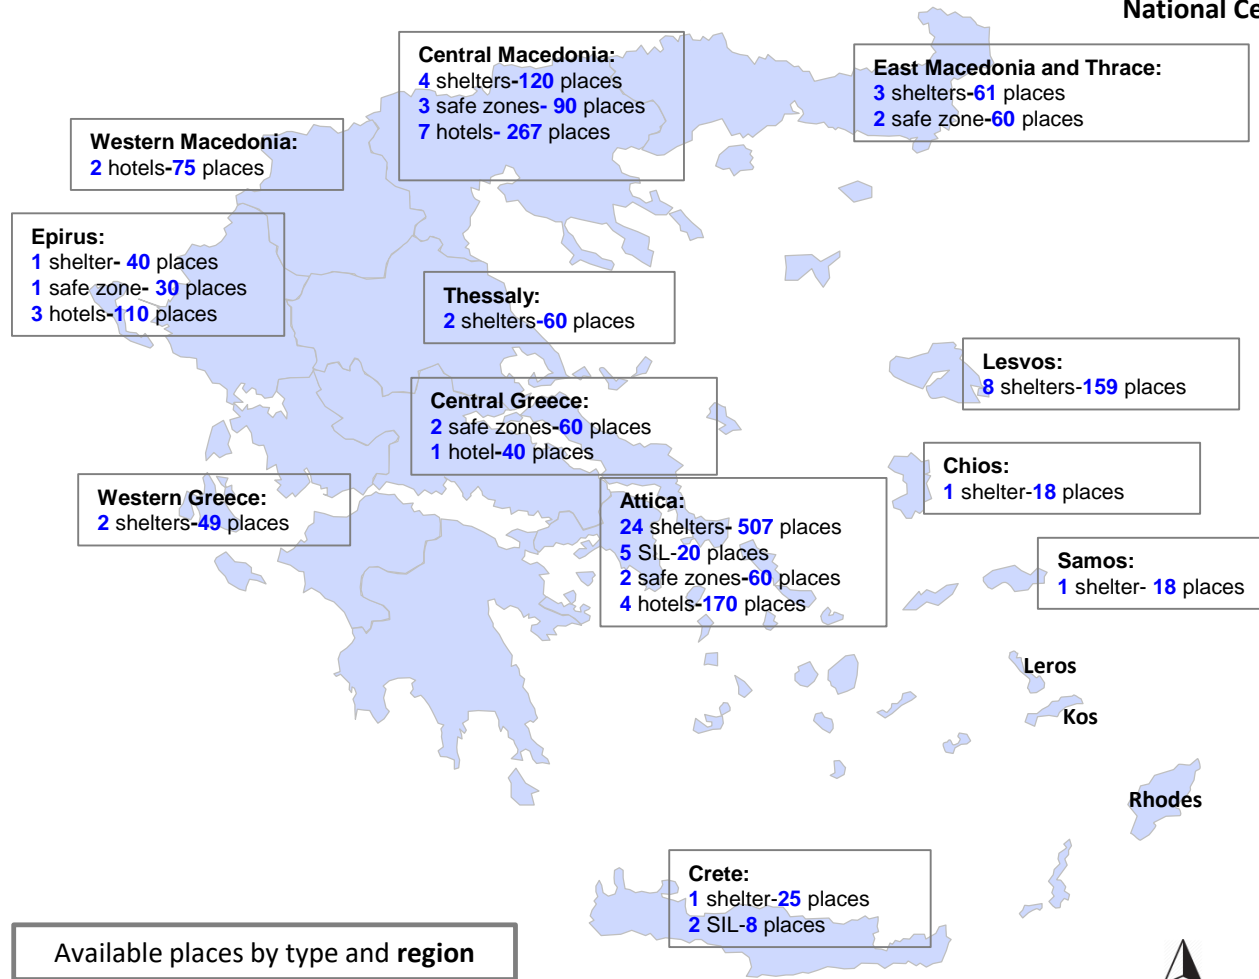 National Ce
Central Macedonia:
4 shelters-120 places
3 safe zones- 90 places
7 hotels- 267 places
East Macedonia and Thrace:
3 shelters-61 places
2 safe zone-60 places
Western Macedonia:
2 hotels-75 places
Epirus:
1 shelter- 40 places
1 safe zone- 30 places
3 hotels-110 places
Thessaly:
2 shelters-60 places
Lesvos:
8 shelters-159 places
Central Greece:
2 safe zones-60 places
1 hotel-40 places
Chios:
1 shelter-18 places
Western Greece:
2 shelters-49 places
Attica:
24 shelters- 507 places
5 SIL-20 places
2 safe zones-60 places
4 hotels-170 places
Samos:
1 shelter- 18 places
Leros
Kos
Rhodes
Crete:
1 shelter-25 places
2 SIL-8 places
Available places by type and region